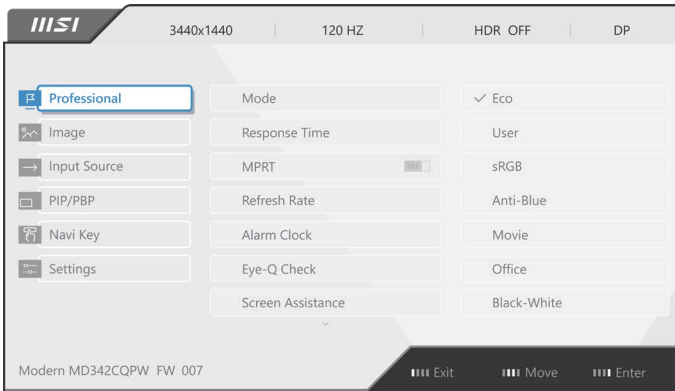 msi 3440x1440 120 HZ HDR OFF DP
Professional Mode ✓ Eco
Image Response Time User
Input Source MPRT OFF sRGB
PIP/PBP Refresh Rate Anti-Blue
Navi Key Alarm Clock Movie
Settings Eye-Q Check Office
Screen Assistance Black-White
Modern MD342CQPW FW 007 Exit Move Enter